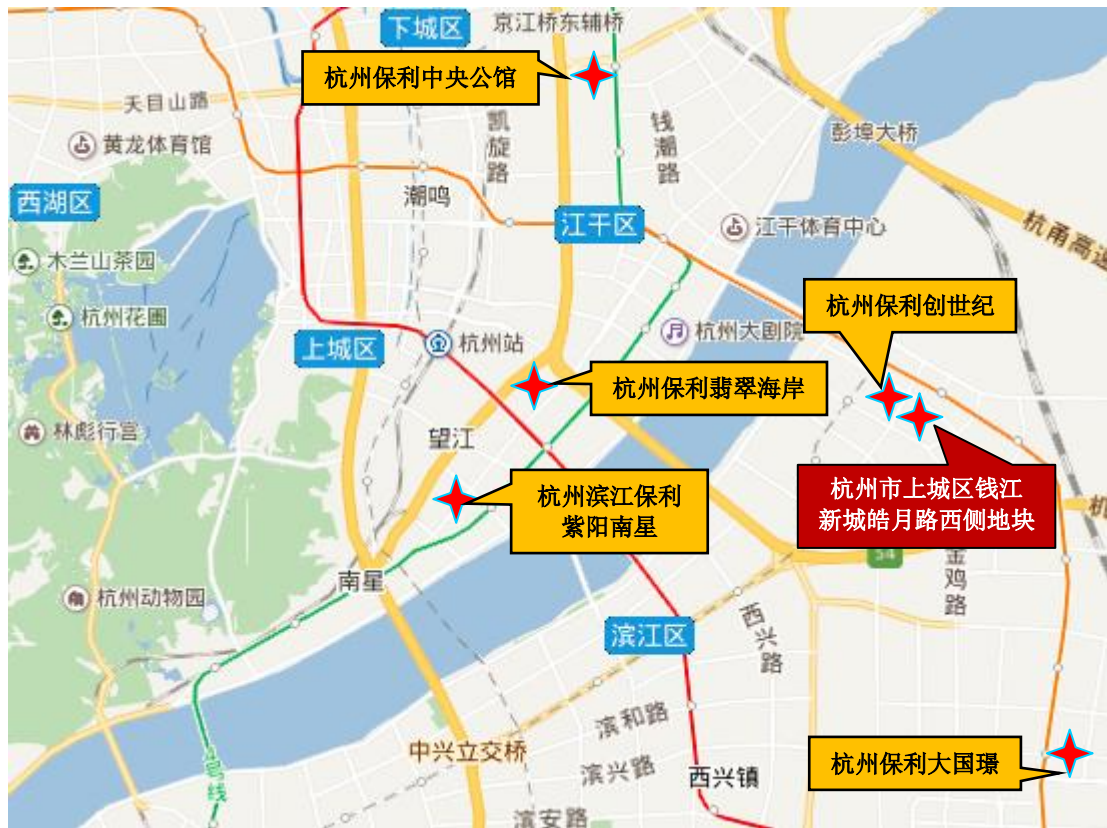 下城区
京江桥东辅桥
杭州保利中央公馆
天目山路
凯旋路
钱潮路
黄龙体育馆
彭埠大桥
西湖区
潮鸣
江干区
江干体育中心
杭甬高速
木兰山茶园
杭州花圃
杭州保利创世纪
上城区
杭州站
杭州大剧院
杭州保利翡翠海岸
林彪行宫
望江
杭州滨江保利
紫阳南星
杭州市上城区钱江
新城皓月路西侧地块
杭
S4
金鸡路
南星
杭州动物园
滨江区
西兴路
滨和路
中兴立交桥
滨兴路
西兴镇
杭州保利大国璟
4号线
滨安路